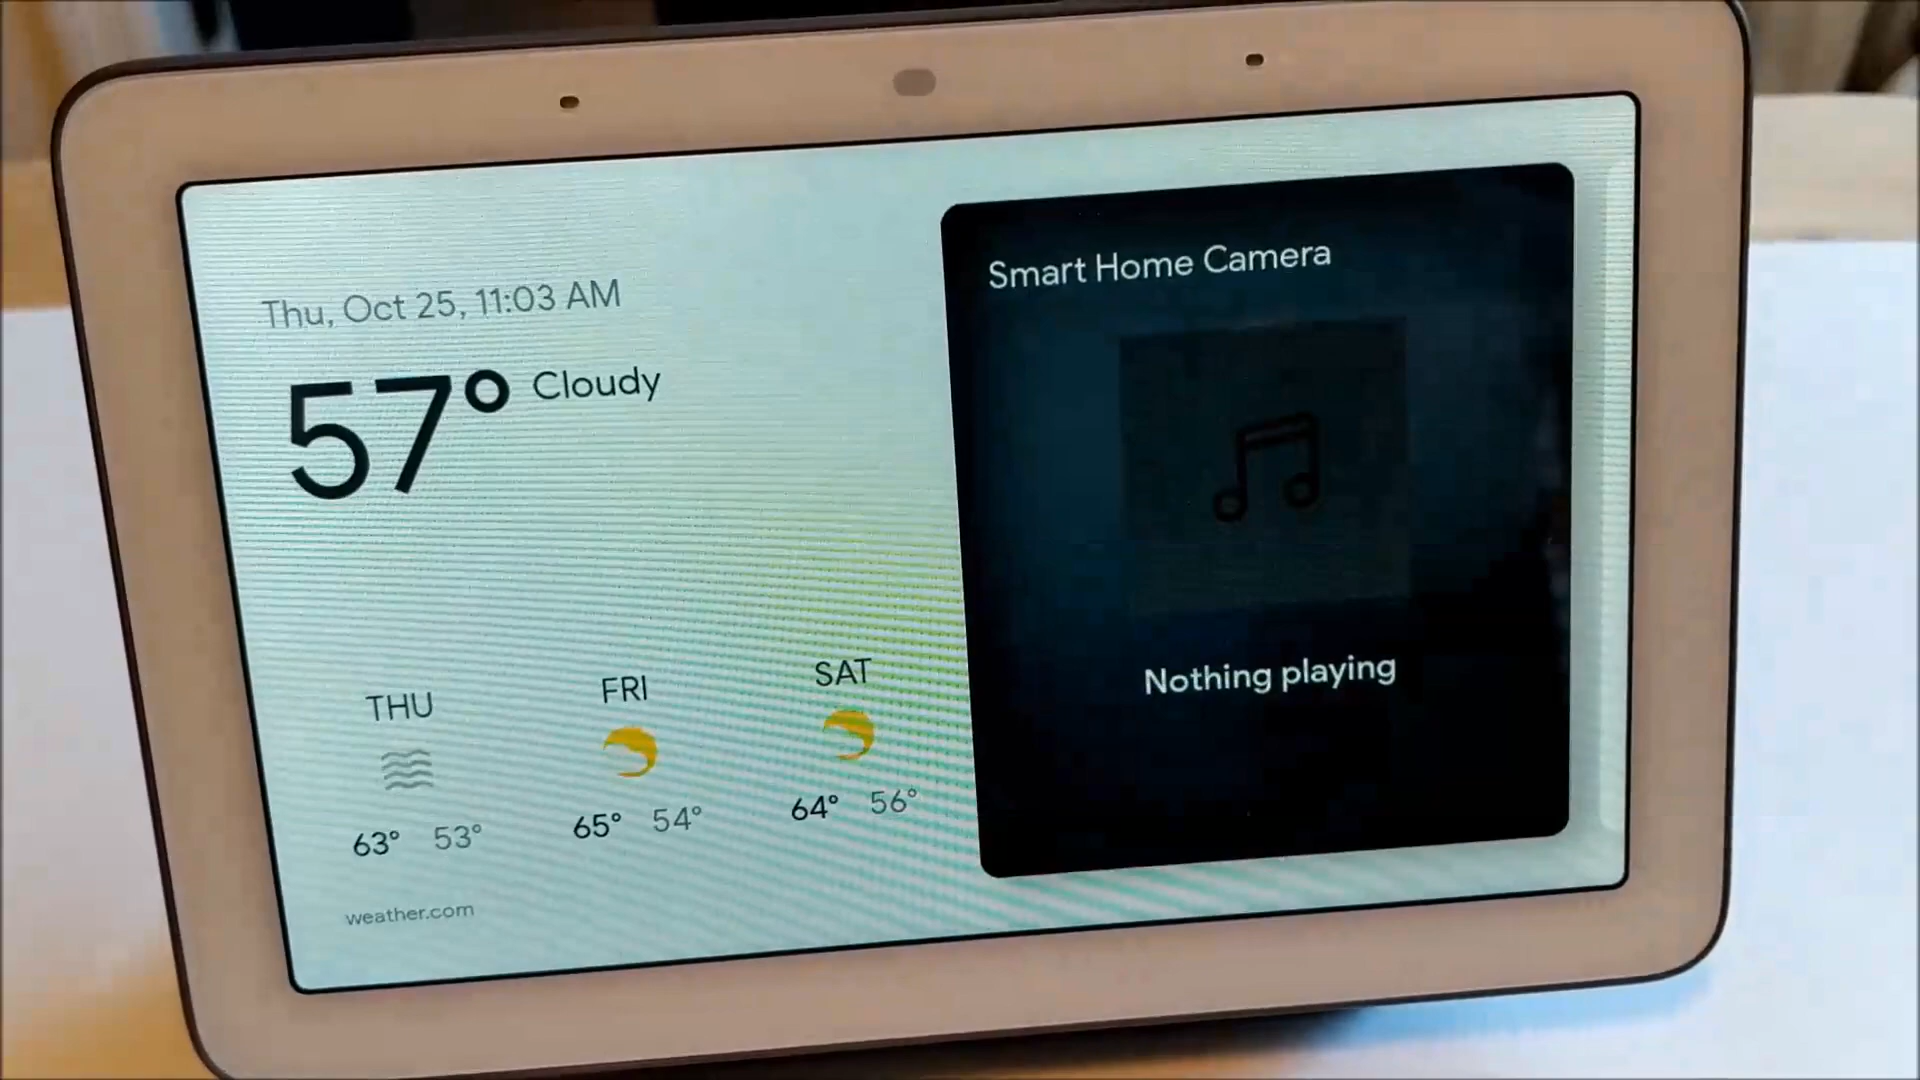 Thu, Oct 25, 11:03 AM
57° Cloudy
THU FRI SAT
63° 53° 65° 54° 64° 56°
weather.com
Smart Home Camera
Nothing playing